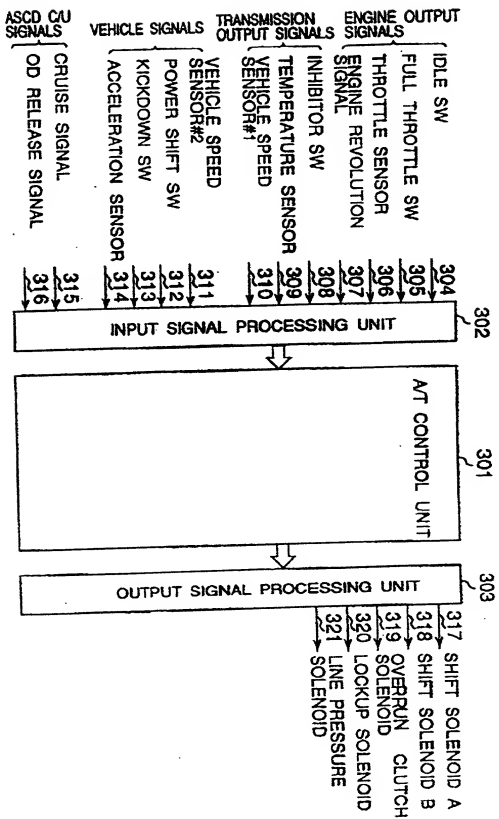 ENGINE OUTPUT
SIGNALS
IDLE SW
304
FULL THROTTLE SW
305
THROTTLE SENSOR
306
ENGINE REVOLUTION
SIGNAL
307
TRANSMISSION
OUTPUT SIGNALS
INHIBITOR SW
308
TEMPERATURE SENSOR
309
VEHICLE SPEED
SENSOR#1
310
VEHICLE SIGNALS
VEHICLE SPEED
SENSOR#2
311
POWER SHIFT SW
312
KICKDOWN SW
313
ACCELERATION SENSOR
314
ASCD C/U
SIGNALS
CRUISE SIGNAL
315
OD RELEASE SIGNAL
316
302
INPUT SIGNAL PROCESSING UNIT
301
A/T CONTROL UNIT
303
OUTPUT SIGNAL PROCESSING UNIT
317
SHIFT SOLENOID A
318
SHIFT SOLENOID B
319
OVERRUN CLUTCH
SOLENOID
320
LOCKUP SOLENOID
321
LINE PRESSURE
SOLENOID